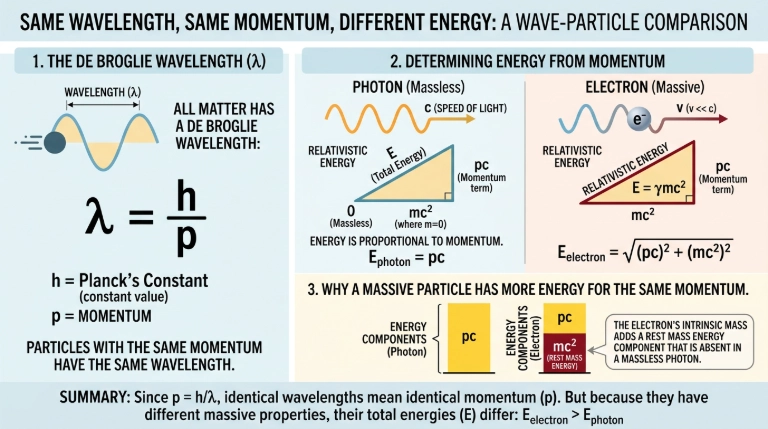 SAME WAVELENGTH, SAME MOMENTUM, DIFFERENT ENERGY: A WAVE-PARTICLE COMPARISON
1. THE DE BROGLIE WAVELENGTH (λ)
WAVELENGTH (λ)
ALL MATTER HAS
A DE BROGLIE
WAVELENGTH:
λ = h/p
h = Planck's Constant
(constant value)
p = MOMENTUM
PARTICLES WITH THE SAME MOMENTUM
HAVE THE SAME WAVELENGTH.
2. DETERMINING ENERGY FROM MOMENTUM
PHOTON (Massless)
C (SPEED OF LIGHT)
RELATIVISTIC
ENERGY
E
(Total Energy)
pc
(Momentum
term)
0
(Massless)
mc²
(where m=0)
ENERGY IS PROPORTIONAL TO MOMENTUM.
Ephoton = pc
ELECTRON (Massive)
e⁻
V (v << c)
RELATIVISTIC
ENERGY
RELATIVISTIC ENERGY
E = γmc²
pc
(Momentum
term)
mc²
Eelectron = √(pc)² + (mc²)²
3. WHY A MASSIVE PARTICLE HAS MORE ENERGY FOR THE SAME MOMENTUM.
ENERGY
COMPONENTS
(Photon)
pc
ENERGY
COMPONENTS
(Electron)
pc
mc²
(REST MASS
ENERGY)
THE ELECTRON'S INTRINSIC MASS
ADDS A REST MASS ENERGY
COMPONENT THAT IS ABSENT IN
A MASSLESS PHOTON.
SUMMARY: Since p = h/λ, identical wavelengths mean identical momentum (p). But because they have
different massive properties, their total energies (E) differ: Eelectron > Ephoton